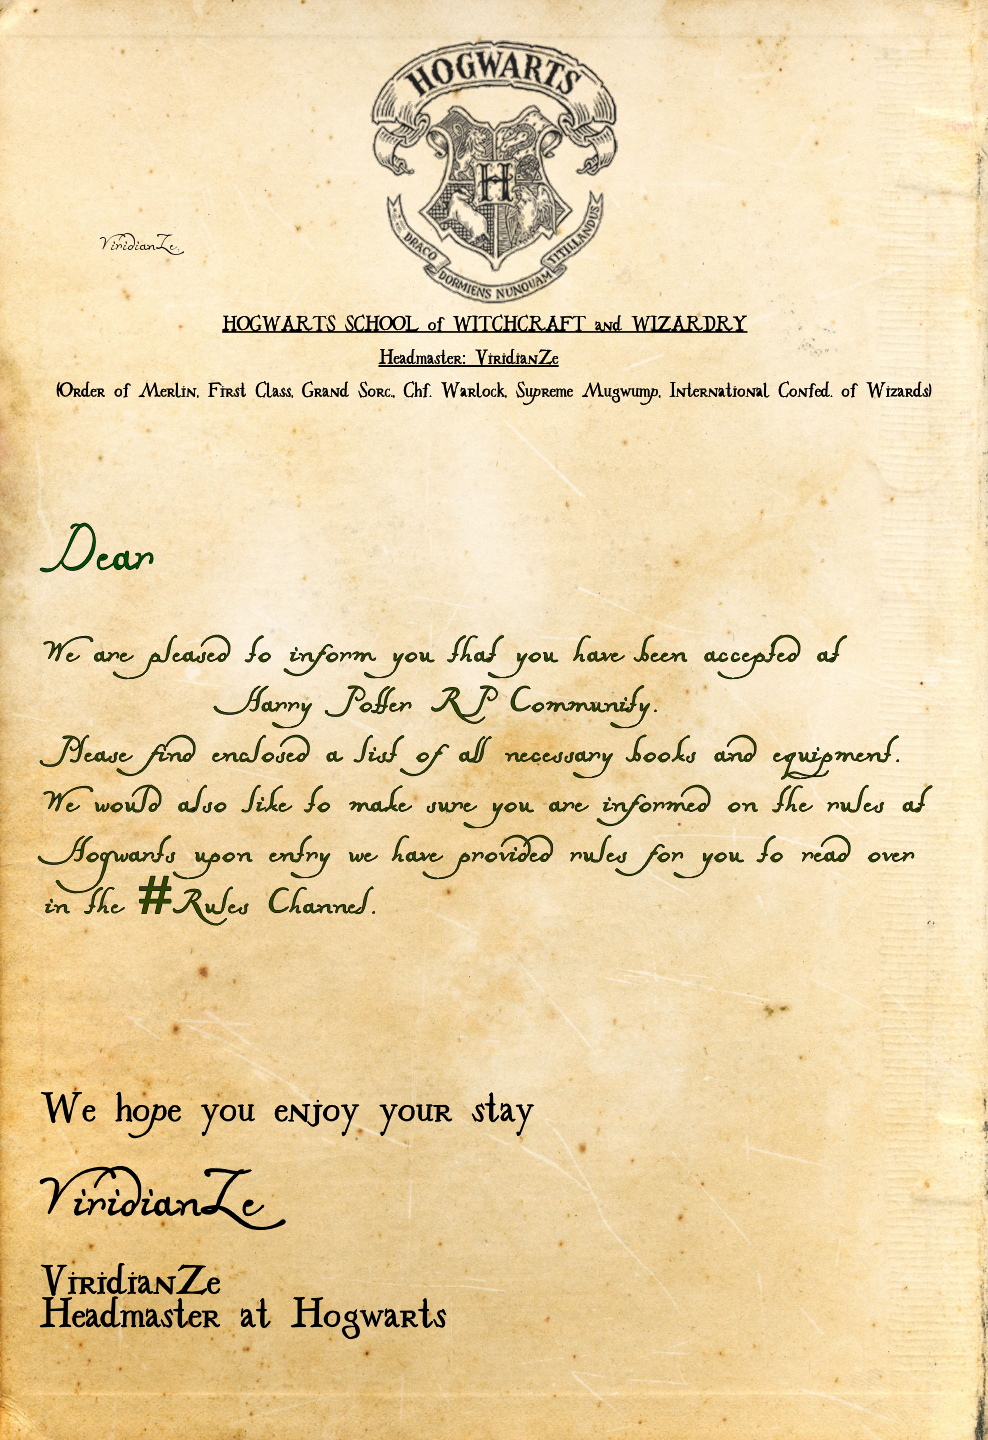 HOGWARTS
H
DRACO DORMIENS NUNQUAM TITILLANDUS
ViridianZe.
HOGWARTS SCHOOL of WITCHCRAFT and WIZARDRY
Headmaster: ViridianZe
(Order of Merlin, First Class, Grand Sorc., Chf. Warlock, Supreme Mugwump, International Confed. of Wizards)
Dear
We are pleased to inform you that you have been accepted at
Harry Potter RP Community.
Please find enclosed a list of all necessary books and equipment.
We would also like to make sure you are informed on the rules at
Hogwarts upon entry we have provided rules for you to read over
in the #Rules Channel.
We hope you enjoy your stay
ViridianZe
ViridianZe
Headmaster at Hogwarts